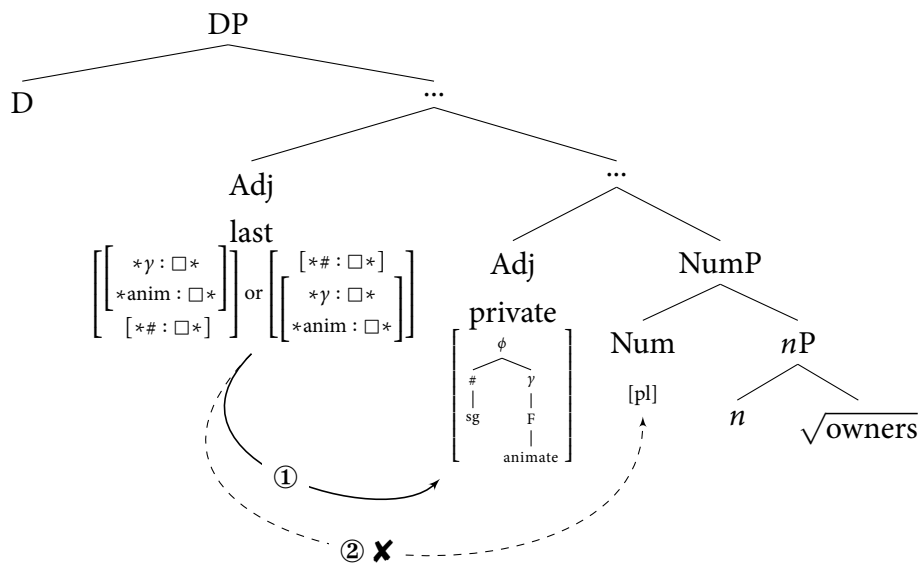 DP
D
...
Adj
last
...
[[*γ : □* *anim : □*] [*#: □*]] or [[*#: □*] [*γ : □* *anim : □*]]
Adj
private
NumP
ϕ
# γ
sg F
animate
Num
[pl]
nP
n
√owners
①
② ✘